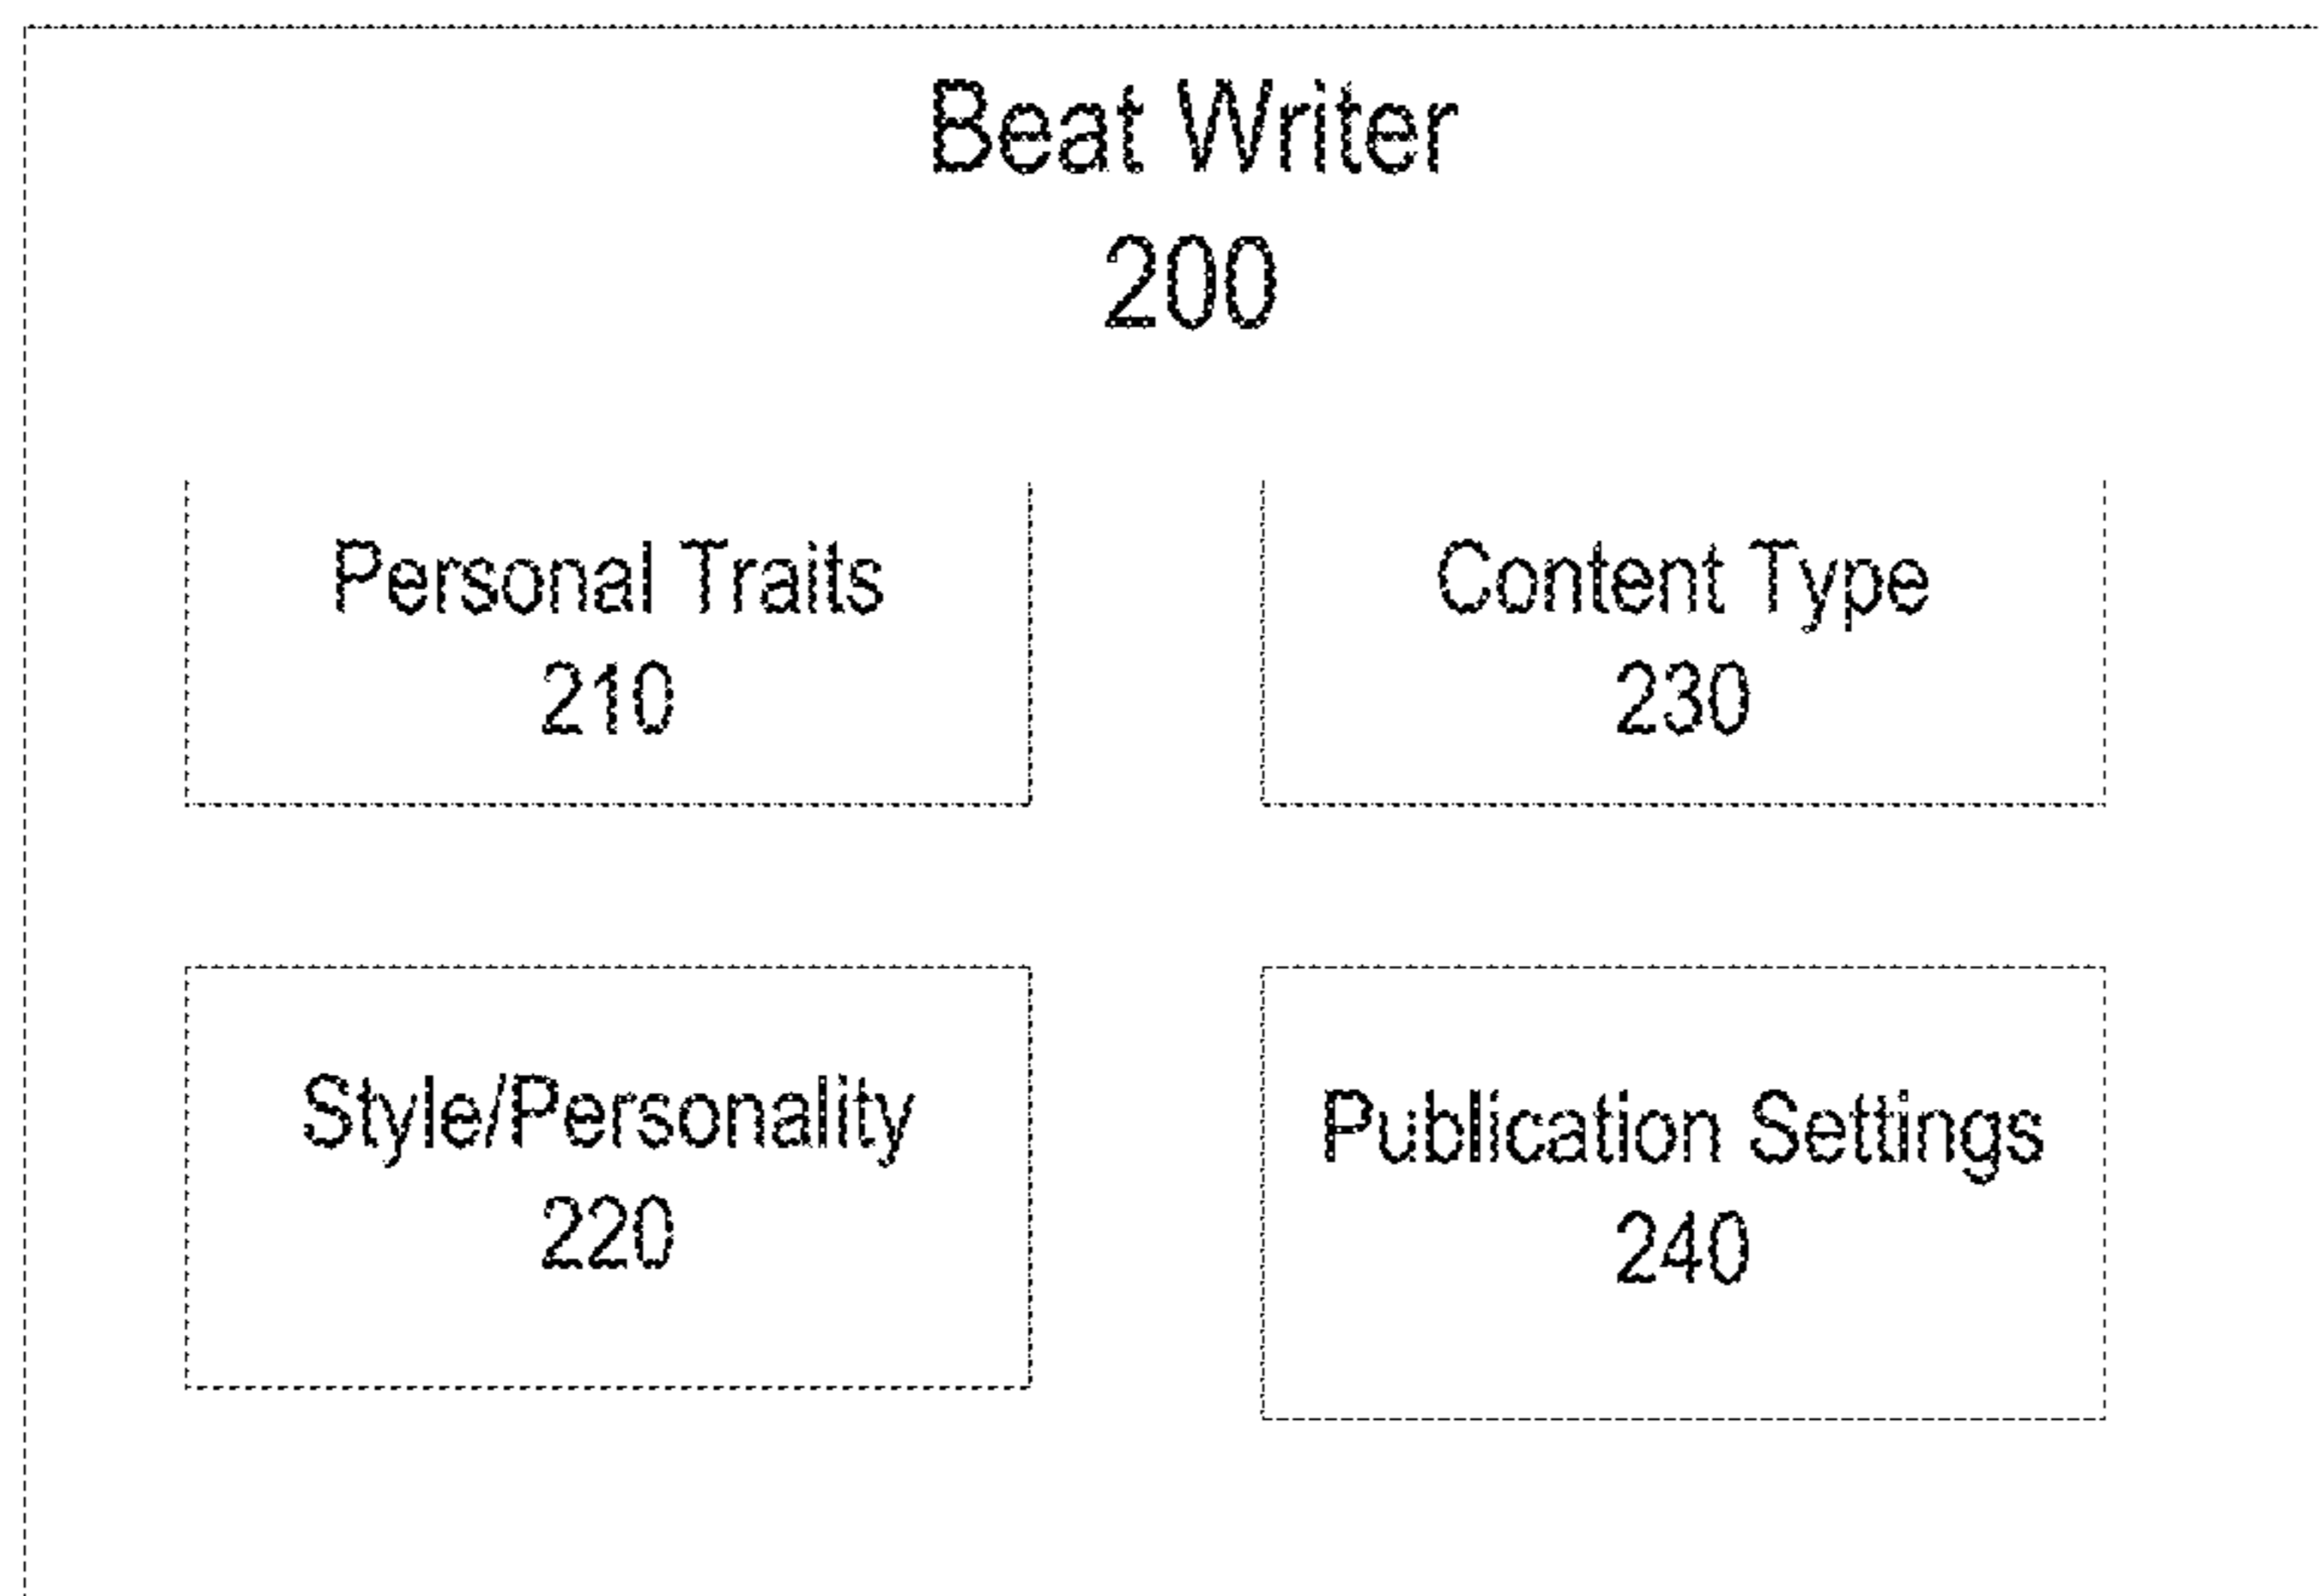 Beat Writer
200
Personal Traits
210
Content Type
230
Style/Personality
220
Publication Settings
240